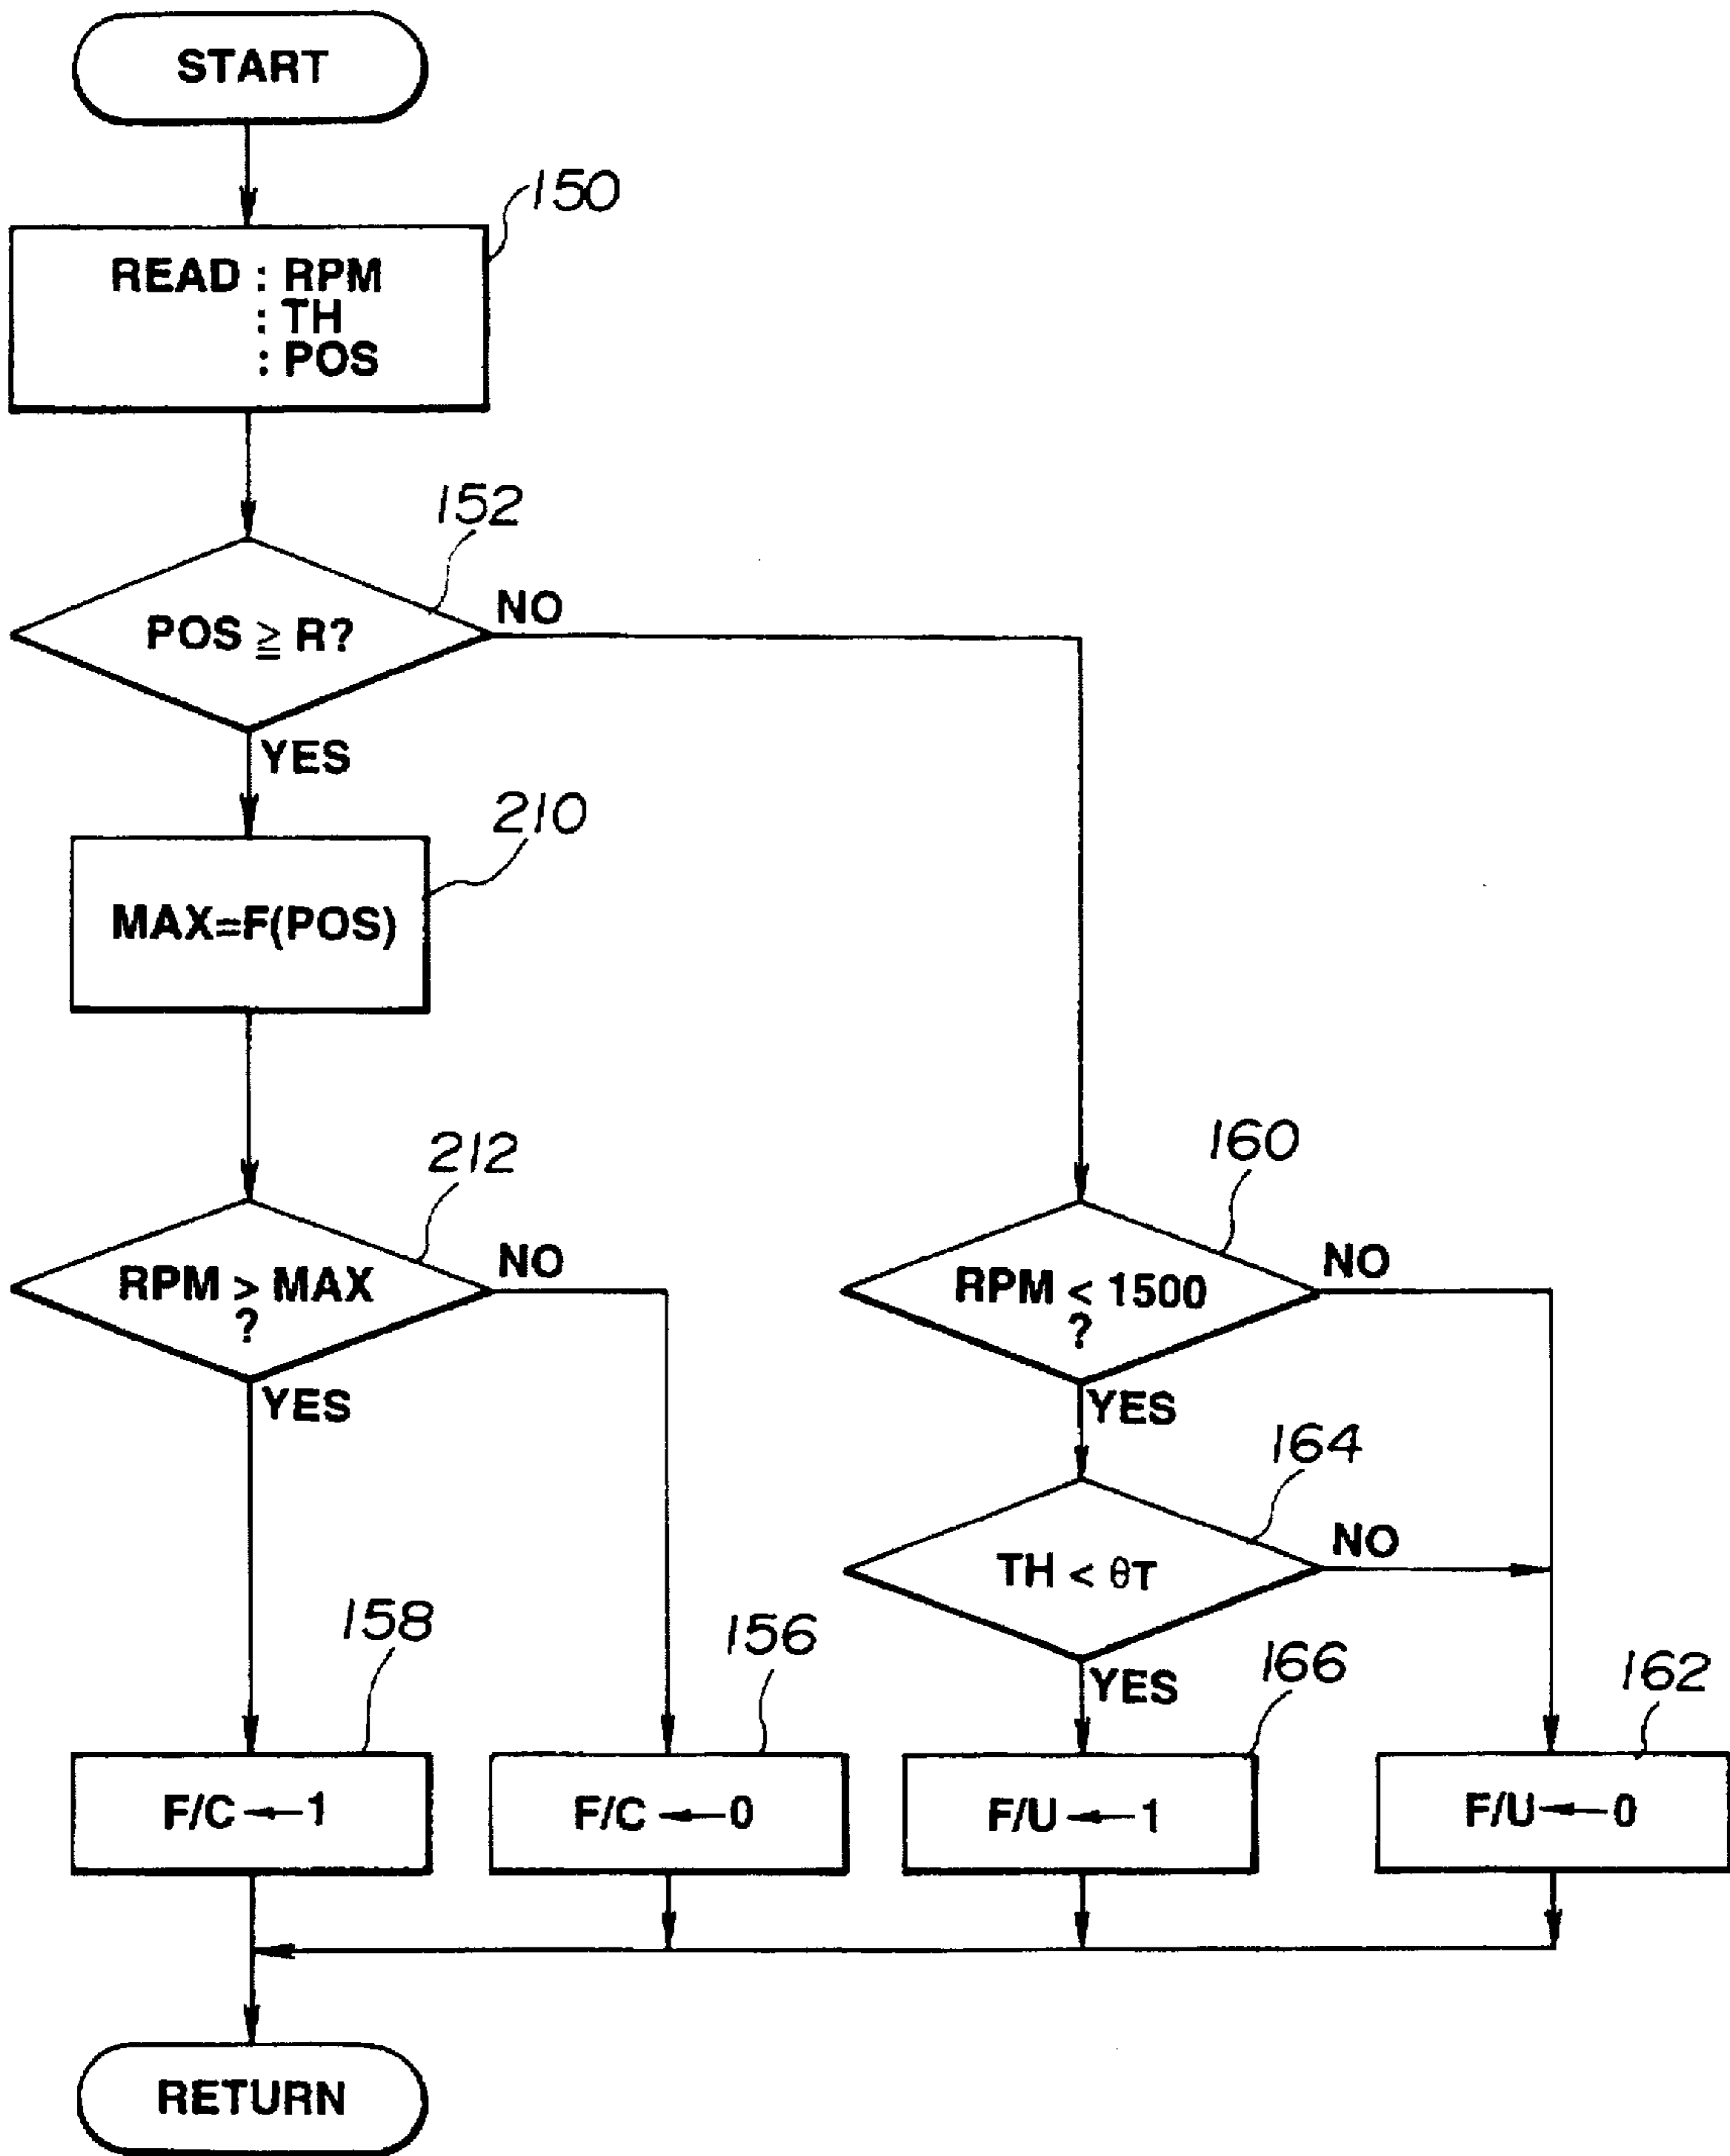 START
150
READ : RPM
: TH
: POS
152
POS ≧ R?
NO
YES
210
MAX=F(POS)
212
RPM > MAX
?
NO
YES
160
RPM < 1500
?
NO
YES
164
TH < θT
NO
YES
158
F/C ← 1
156
F/C ← 0
166
F/U ← 1
162
F/U ← 0
RETURN